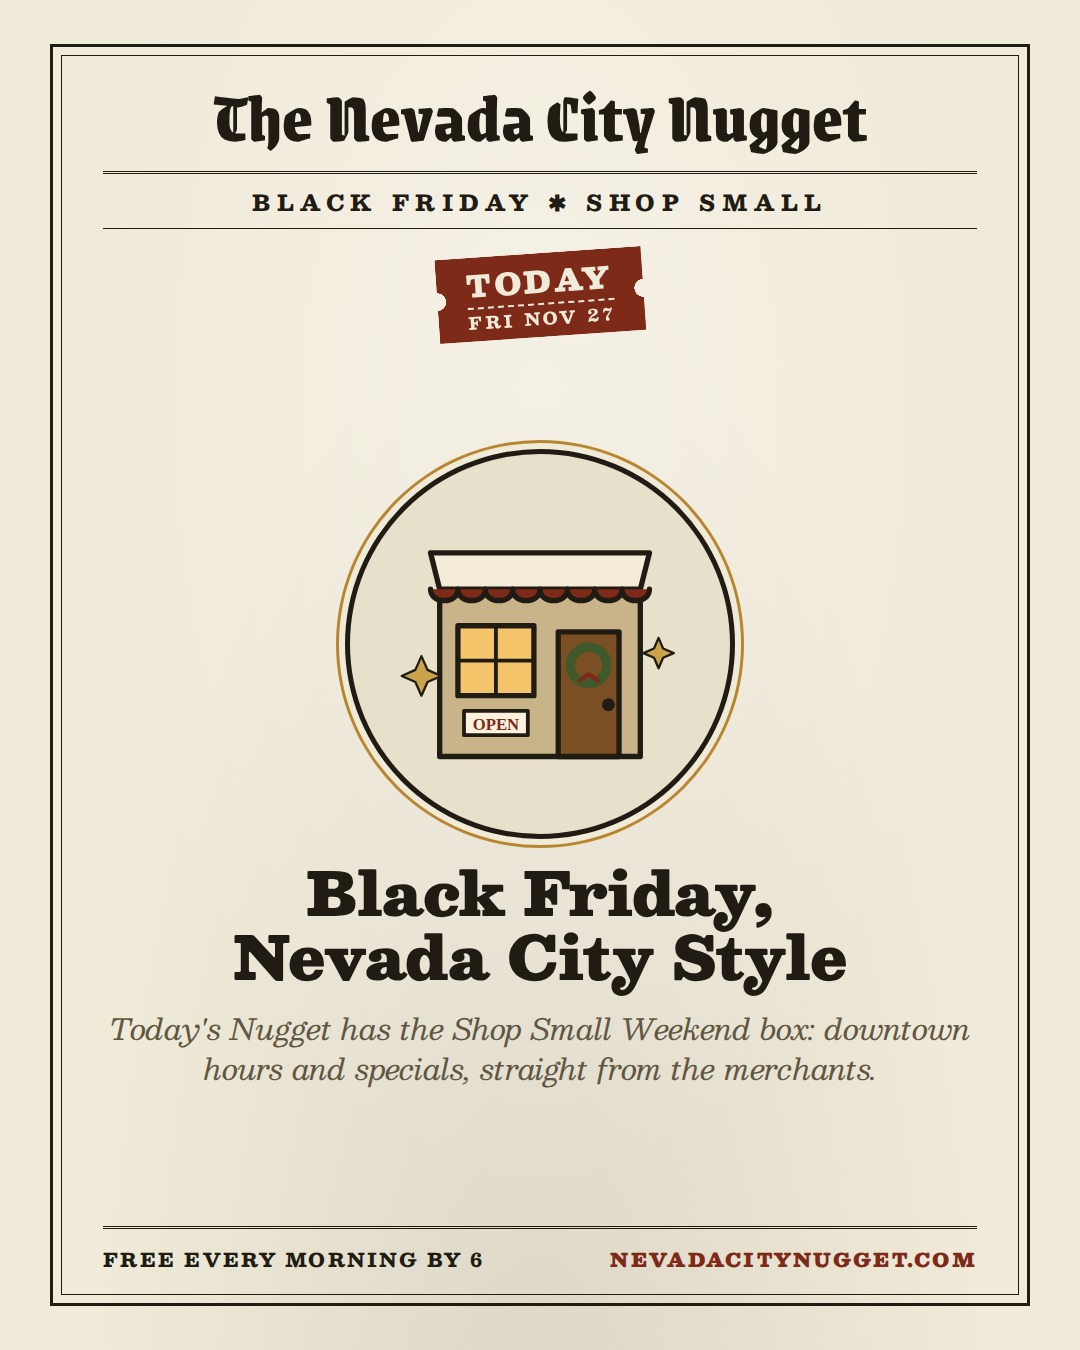 The Nevada City Nugget
BLACK FRIDAY ✱ SHOP SMALL
TODAY
FRI NOV 27
OPEN
Black Friday,
Nevada City Style
Today's Nugget has the Shop Small Weekend box: downtown
hours and specials, straight from the merchants.
FREE EVERY MORNING BY 6
NEVADACITYNUGGET.COM